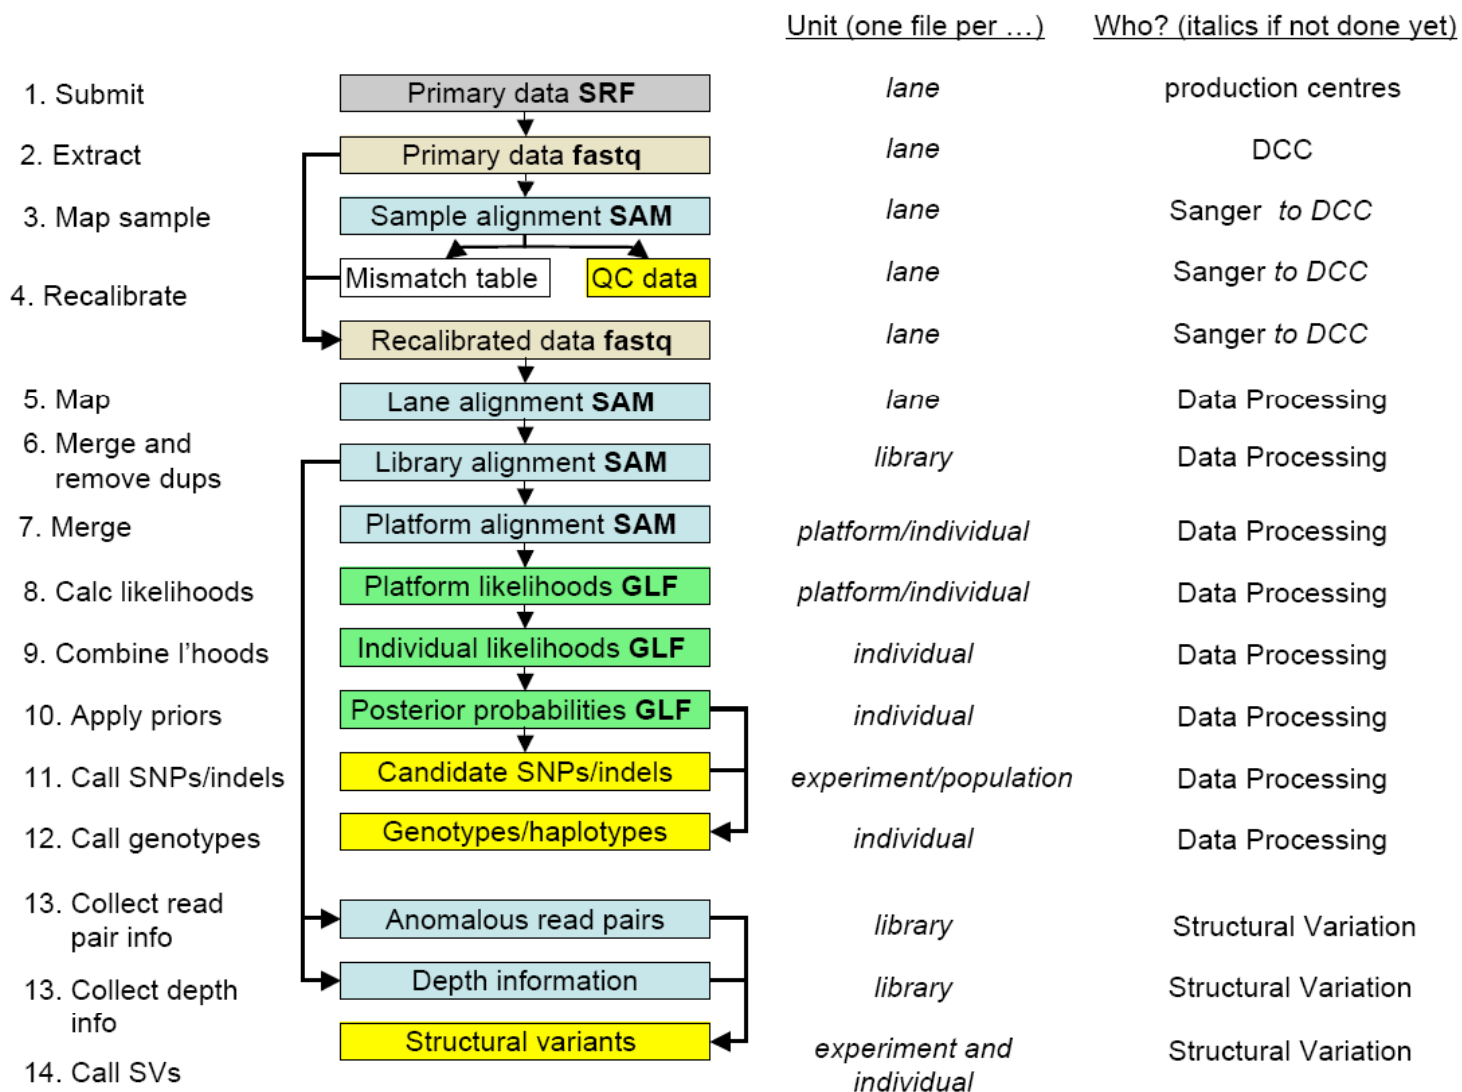 Unit (one file per ...) Who? (italics if not done yet)
1. Submit Primary data SRF lane production centres
2. Extract Primary data fastq lane DCC
3. Map sample Sample alignment SAM lane Sanger to DCC
4. Recalibrate Mismatch table QC data lane Sanger to DCC
Recalibrated data fastq lane Sanger to DCC
5. Map Lane alignment SAM lane Data Processing
6. Merge and
remove dups Library alignment SAM library Data Processing
7. Merge Platform alignment SAM platform/individual Data Processing
8. Calc likelihoods Platform likelihoods GLF platform/individual Data Processing
9. Combine l'hoods Individual likelihoods GLF individual Data Processing
10. Apply priors Posterior probabilities GLF individual Data Processing
11. Call SNPs/indels Candidate SNPs/indels experiment/population Data Processing
12. Call genotypes Genotypes/haplotypes individual Data Processing
13. Collect read
pair info Anomalous read pairs library Structural Variation
13. Collect depth
info Depth information library Structural Variation
14. Call SVs Structural variants experiment and Structural Variation
individual